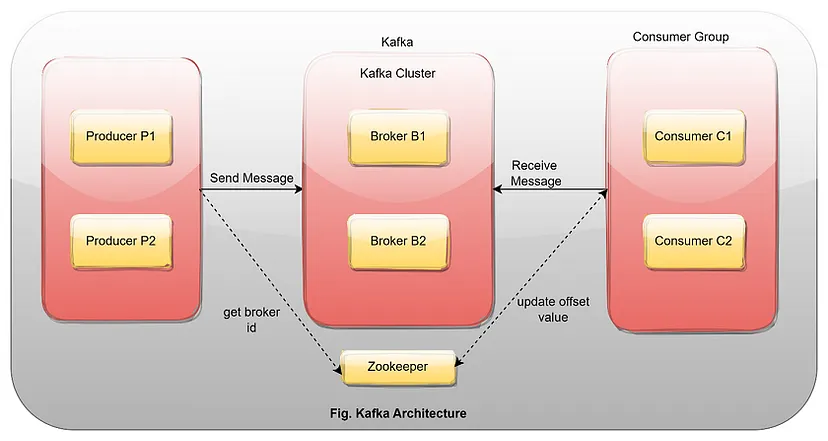 Kafka
Consumer Group
Kafka Cluster
Producer P1
Broker B1
Consumer C1
Send Message
Receive
Message
Producer P2
Broker B2
Consumer C2
get broker
id
update offset
value
Zookeeper
Fig. Kafka Architecture